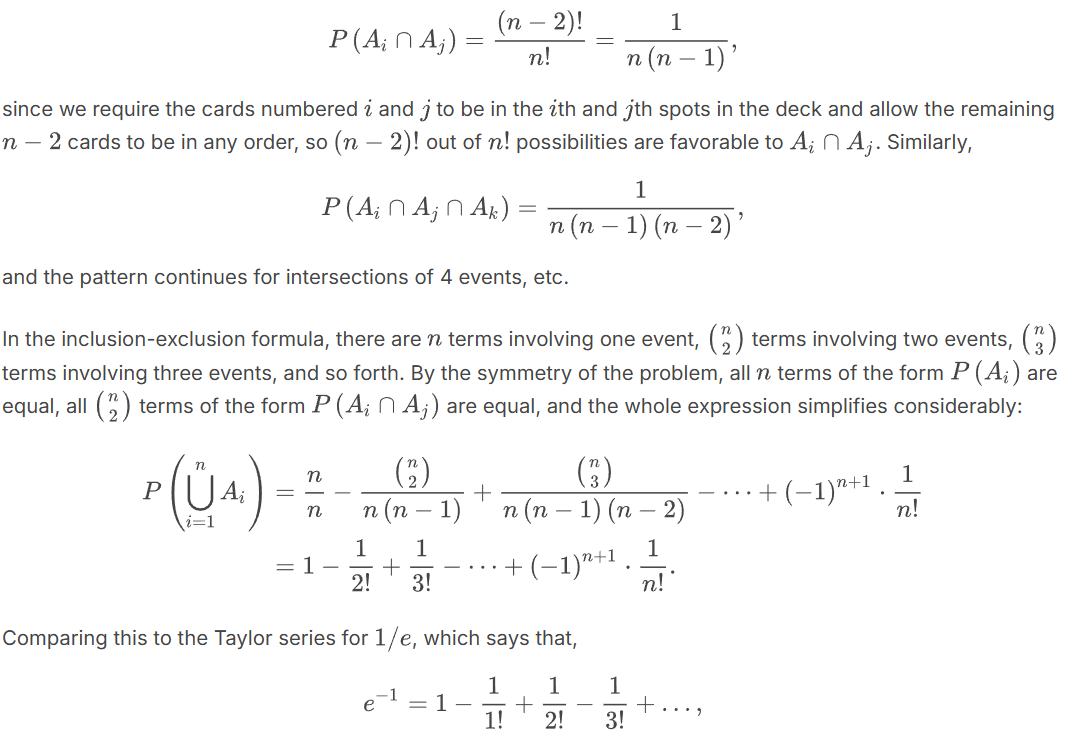 $$P(A_i \cap A_j) = \frac{(n-2)!}{n!} = \frac{1}{n(n-1)},$$
since we require the cards numbered $i$ and $j$ to be in the $i$th and $j$th spots in the deck and allow the remaining
$n-2$ cards to be in any order, so $(n-2)!$ out of $n!$ possibilities are favorable to $A_i \cap A_j$. Similarly,
$$P(A_i \cap A_j \cap A_k) = \frac{1}{n(n-1)(n-2)},$$
and the pattern continues for intersections of 4 events, etc.
In the inclusion-exclusion formula, there are $n$ terms involving one event, $\binom{n}{2}$ terms involving two events, $\binom{n}{3}$
terms involving three events, and so forth. By the symmetry of the problem, all $n$ terms of the form $P(A_i)$ are
equal, all $\binom{n}{2}$ terms of the form $P(A_i \cap A_j)$ are equal, and the whole expression simplifies considerably:
$$P\left(\bigcup_{i=1}^{n} A_i\right) = \frac{n}{n} - \frac{\binom{n}{2}}{n(n-1)} + \frac{\binom{n}{3}}{n(n-1)(n-2)} - \cdots + (-1)^{n+1} \cdot \frac{1}{n!}$$
$$= 1 - \frac{1}{2!} + \frac{1}{3!} - \cdots + (-1)^{n+1} \cdot \frac{1}{n!}.$$
Comparing this to the Taylor series for $1/e$, which says that,
$$e^{-1} = 1 - \frac{1}{1!} + \frac{1}{2!} - \frac{1}{3!} + \ldots,$$